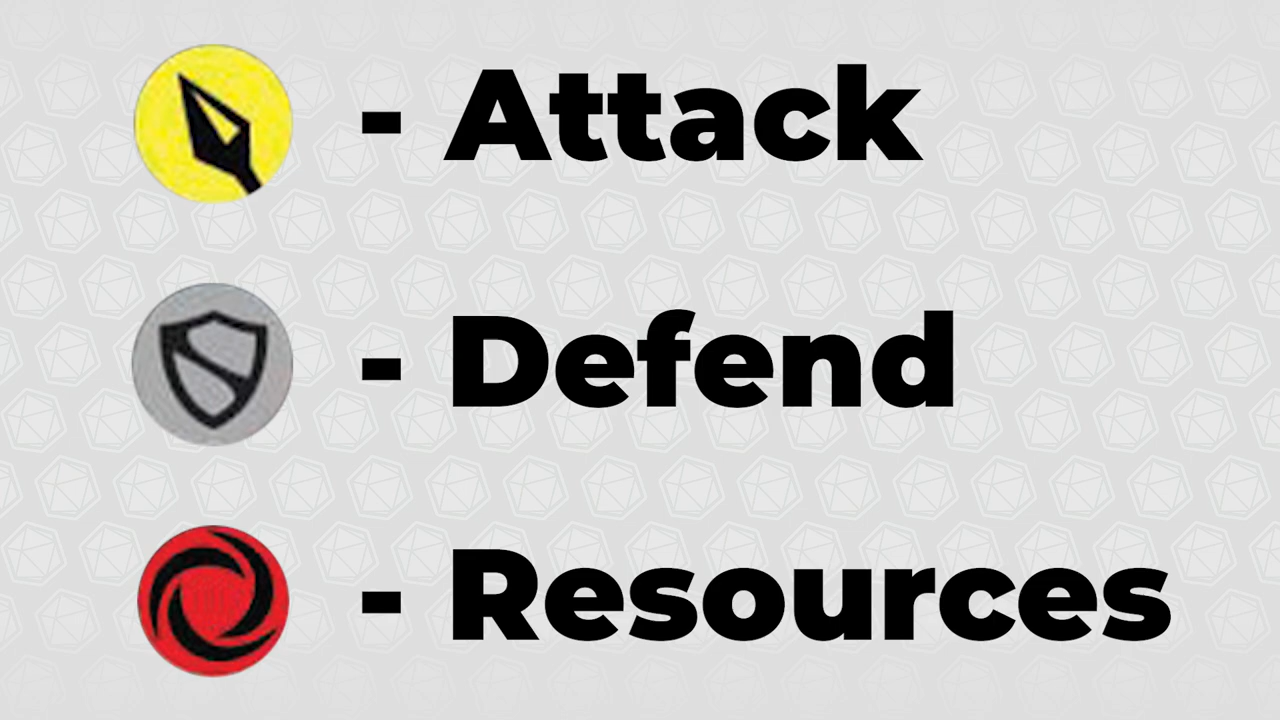 - Attack
- Defend
- Resources